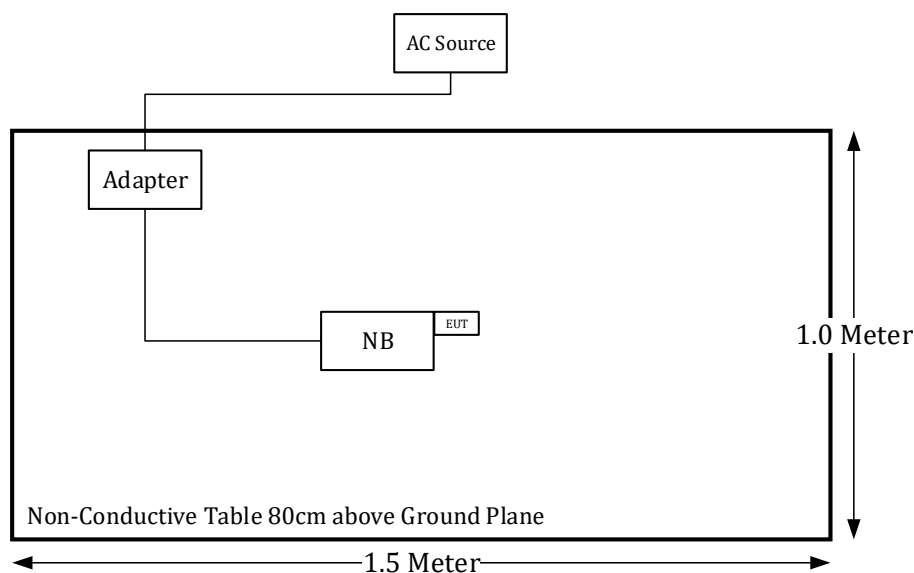 AC Source
Adapter
EUT
NB
1.0 Meter
Non-Conductive Table 80cm above Ground Plane
1.5 Meter